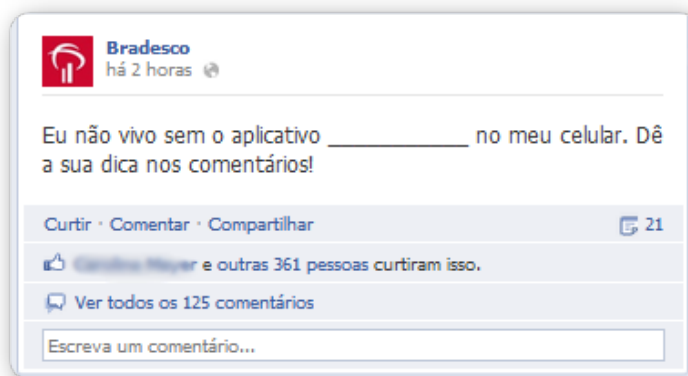 Bradesco
há 2 horas
Eu não vivo sem o aplicativo ____________ no meu celular. Dê
a sua dica nos comentários!
Curtir · Comentar · Compartilhar 21
e outras 361 pessoas curtiram isso.
Ver todos os 125 comentários
Escreva um comentário...